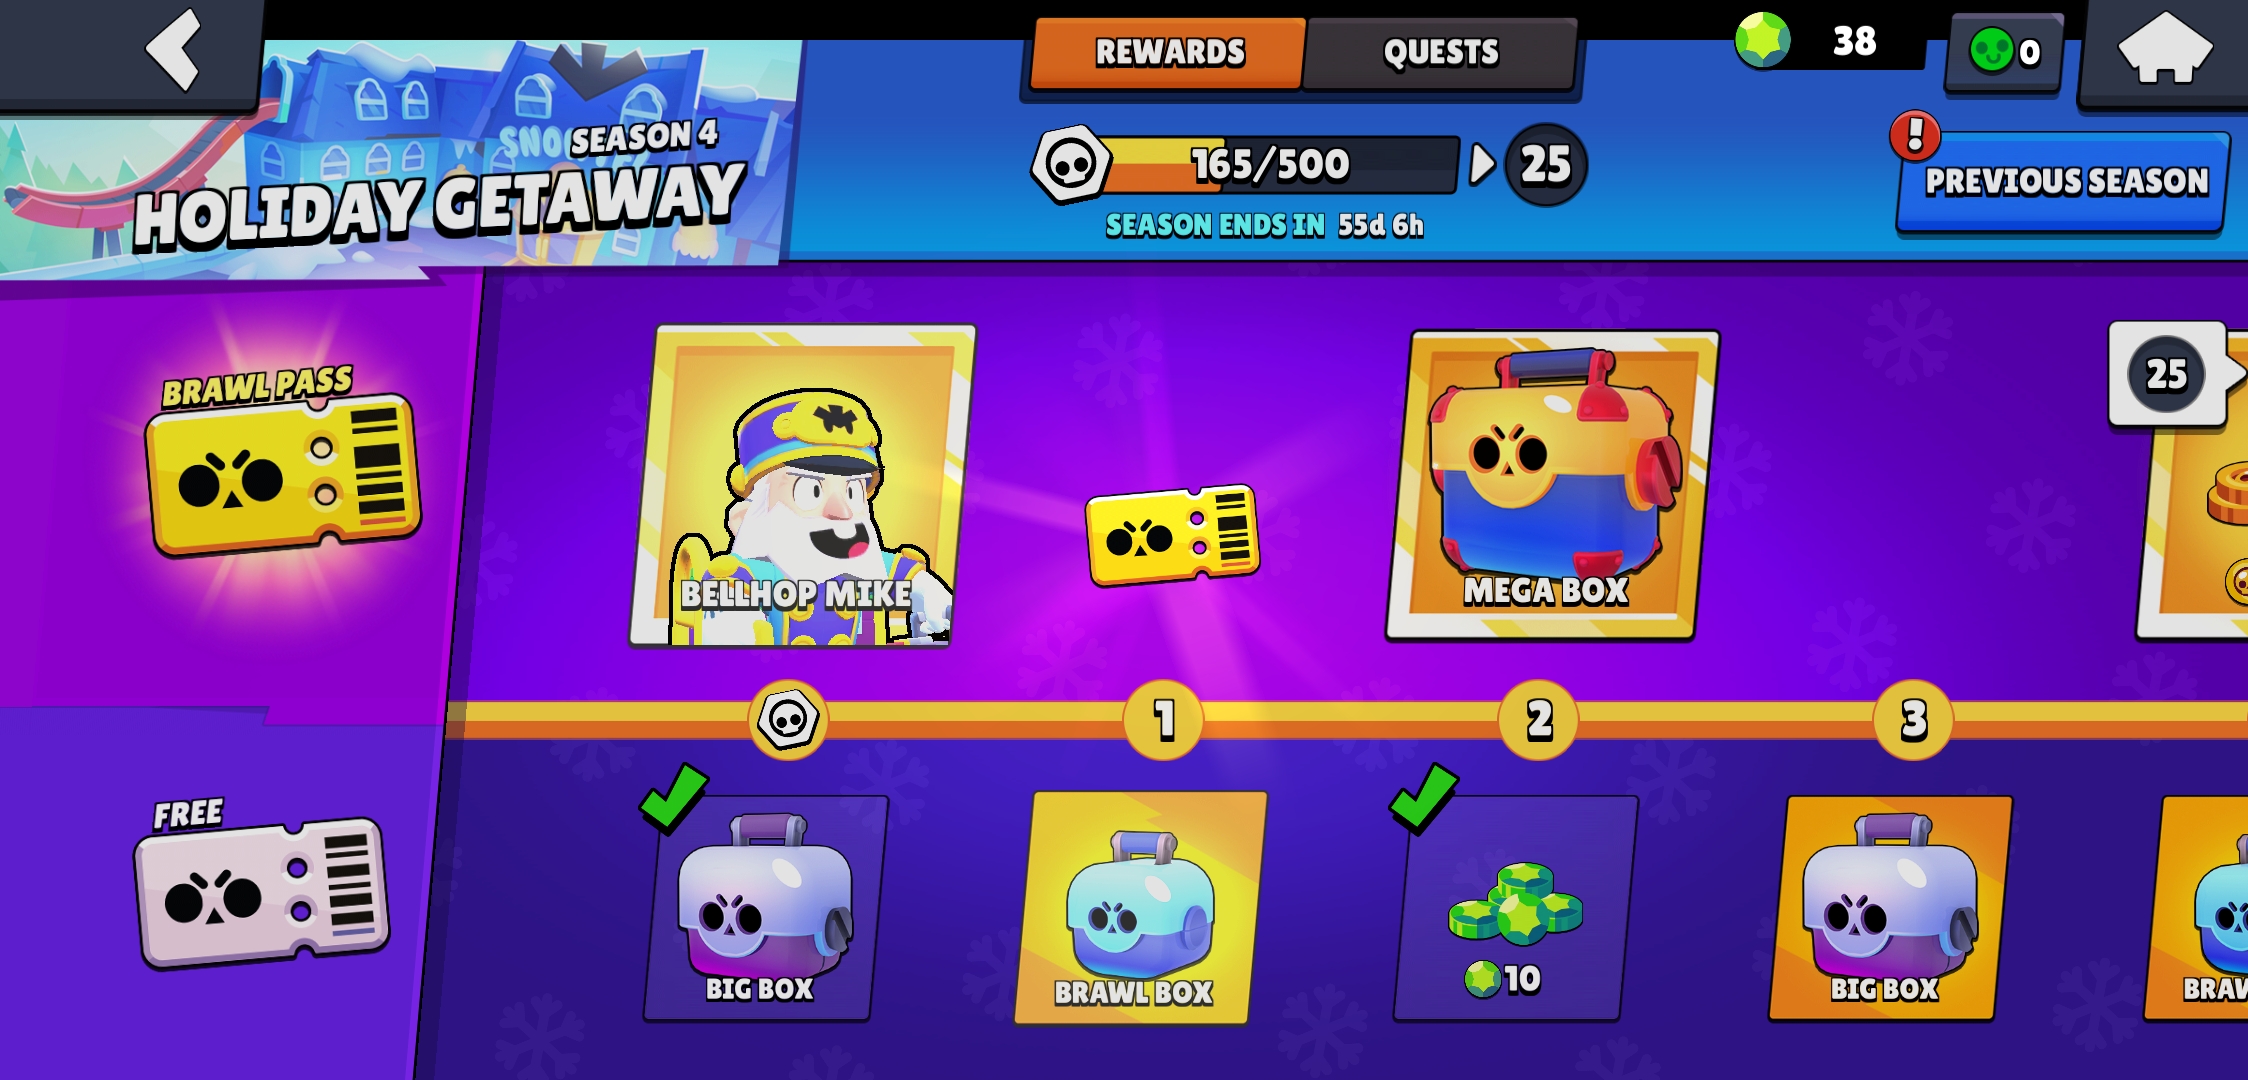 REWARDS
QUESTS
38
0
SEASON 4
HOLIDAY GETAWAY
165/500
25
SEASON ENDS IN 55d 6h
!
PREVIOUS SEASON
BRAWL PASS
BELLHOP MIKE
MEGA BOX
25
1
2
3
FREE
BIG BOX
BRAWL BOX
10
BIG BOX
BRAW